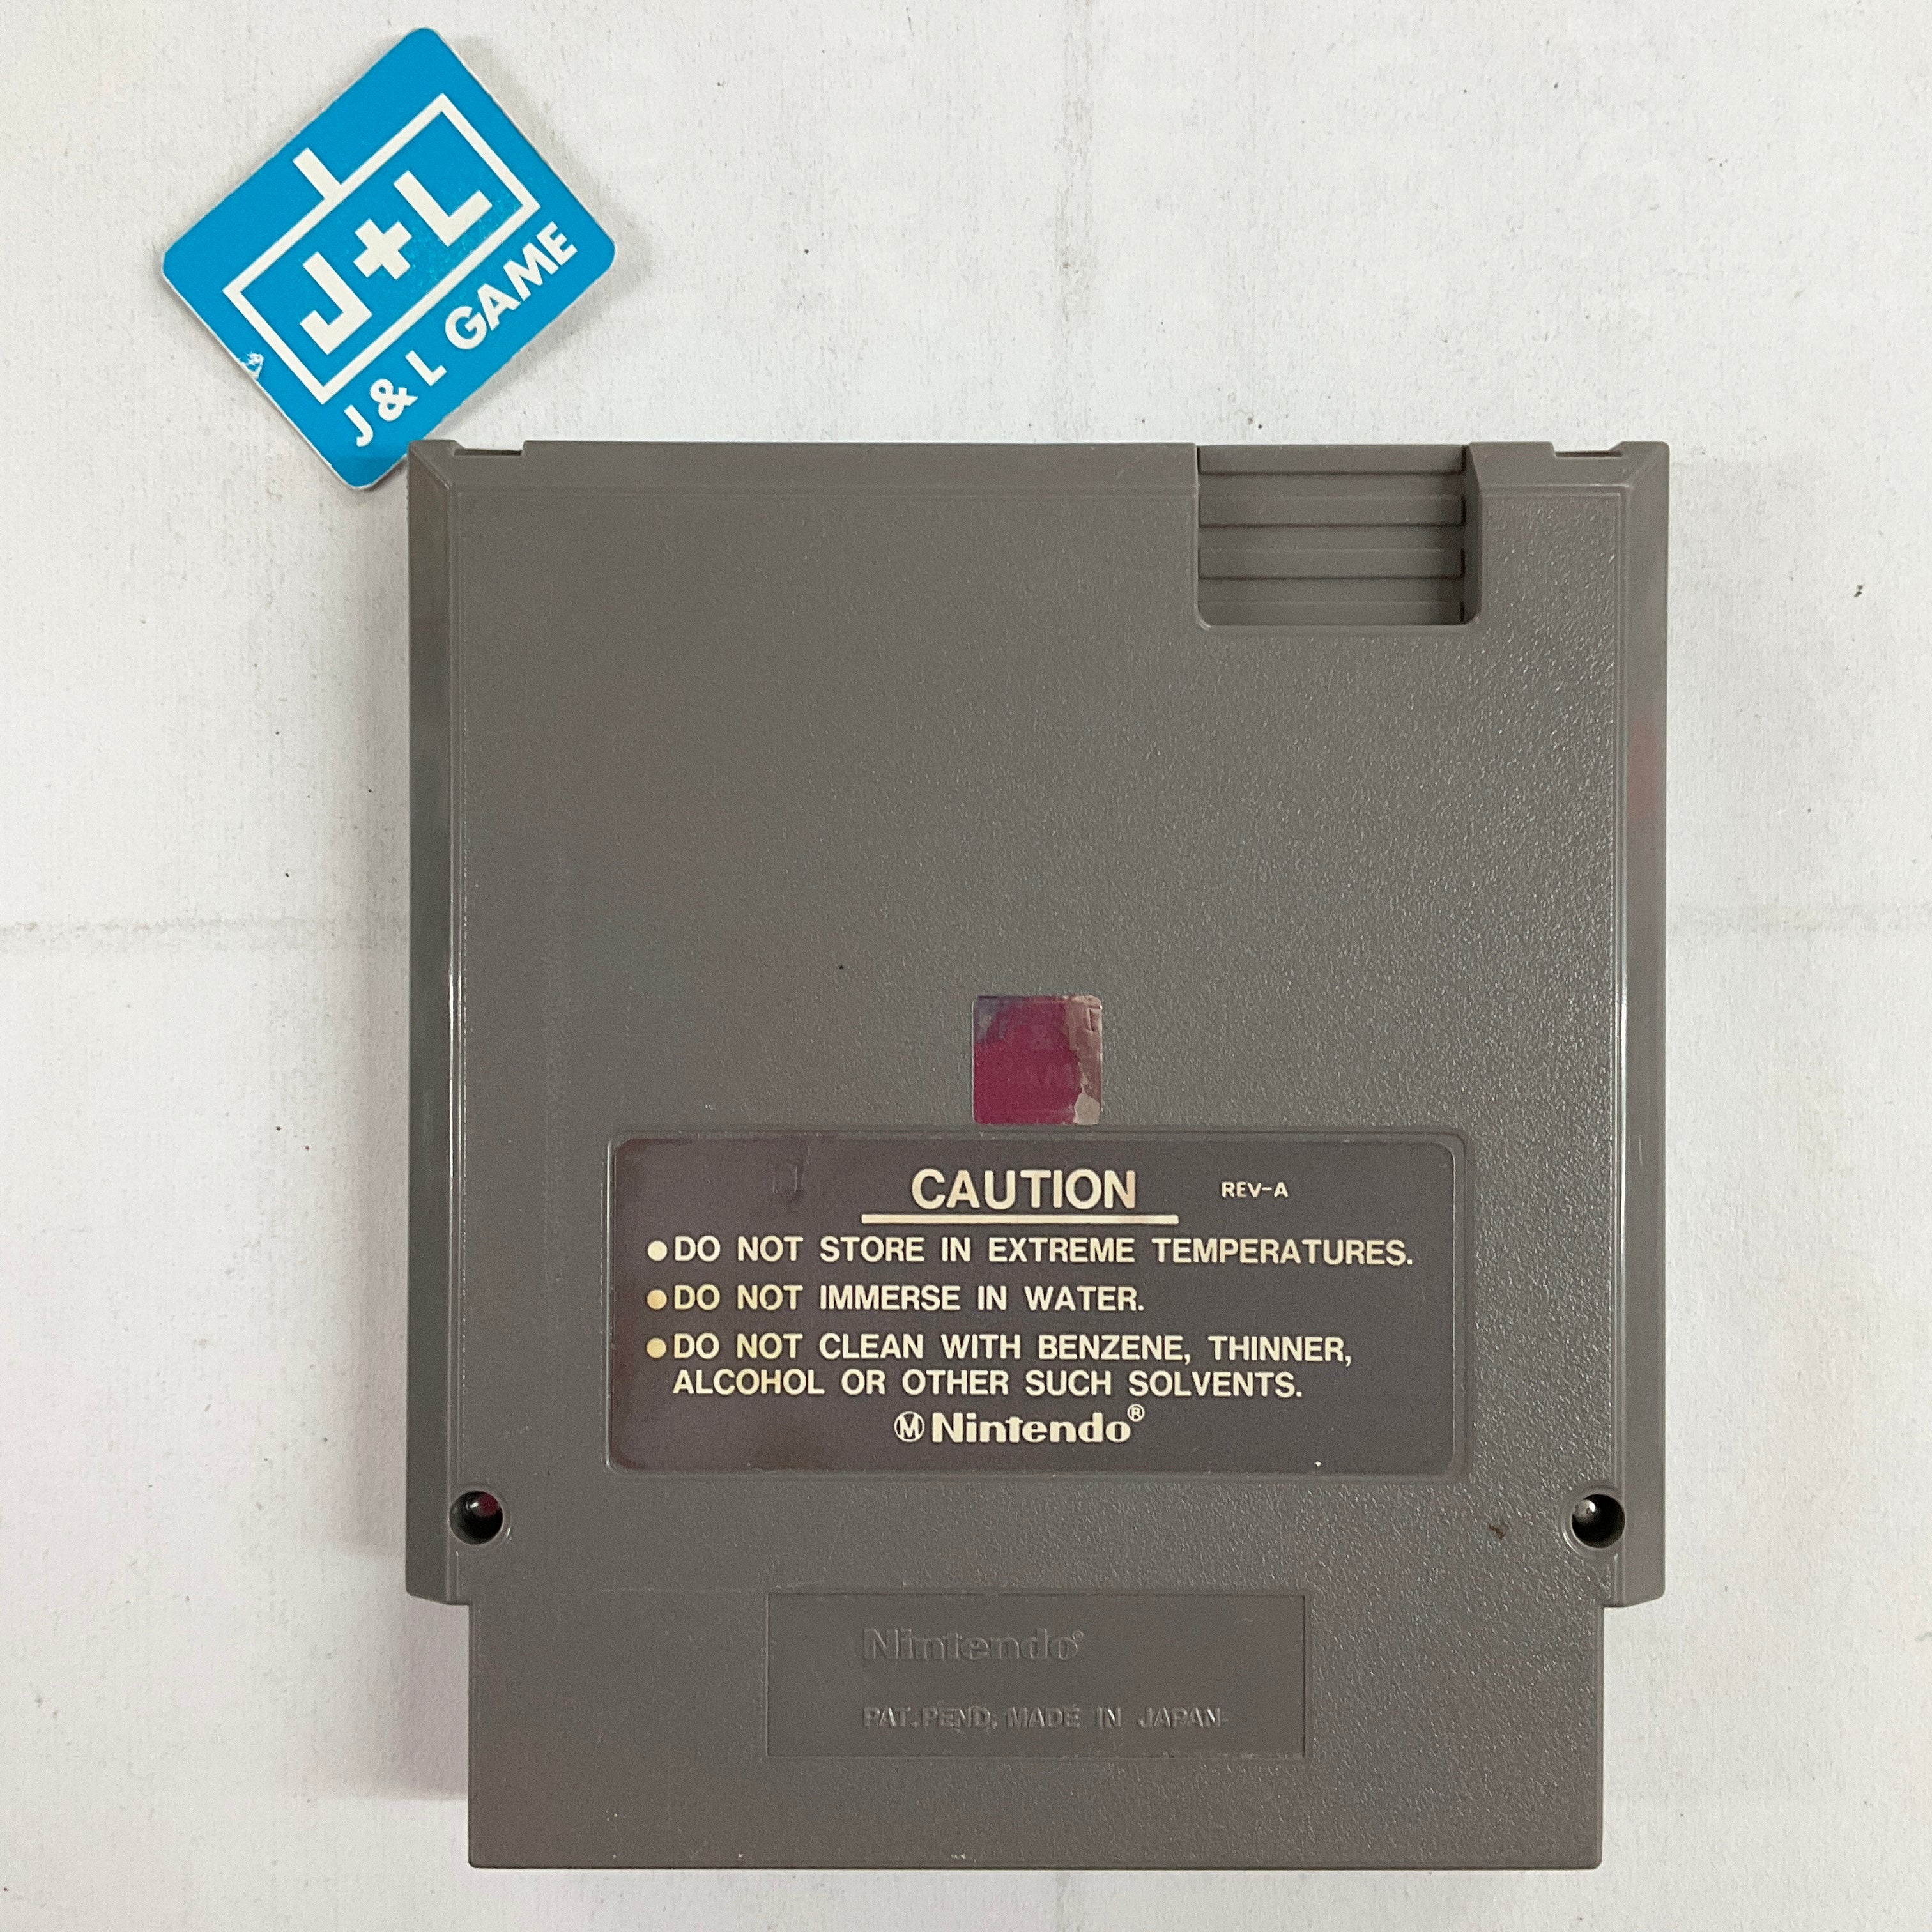 J+L
J & L GAME
CAUTION REV-A
●DO NOT STORE IN EXTREME TEMPERATURES.
●DO NOT IMMERSE IN WATER.
●DO NOT CLEAN WITH BENZENE, THINNER,
ALCOHOL OR OTHER SUCH SOLVENTS.
Ⓜ Nintendo®
Nintendo®
PAT.PEND, MADE IN JAPAN